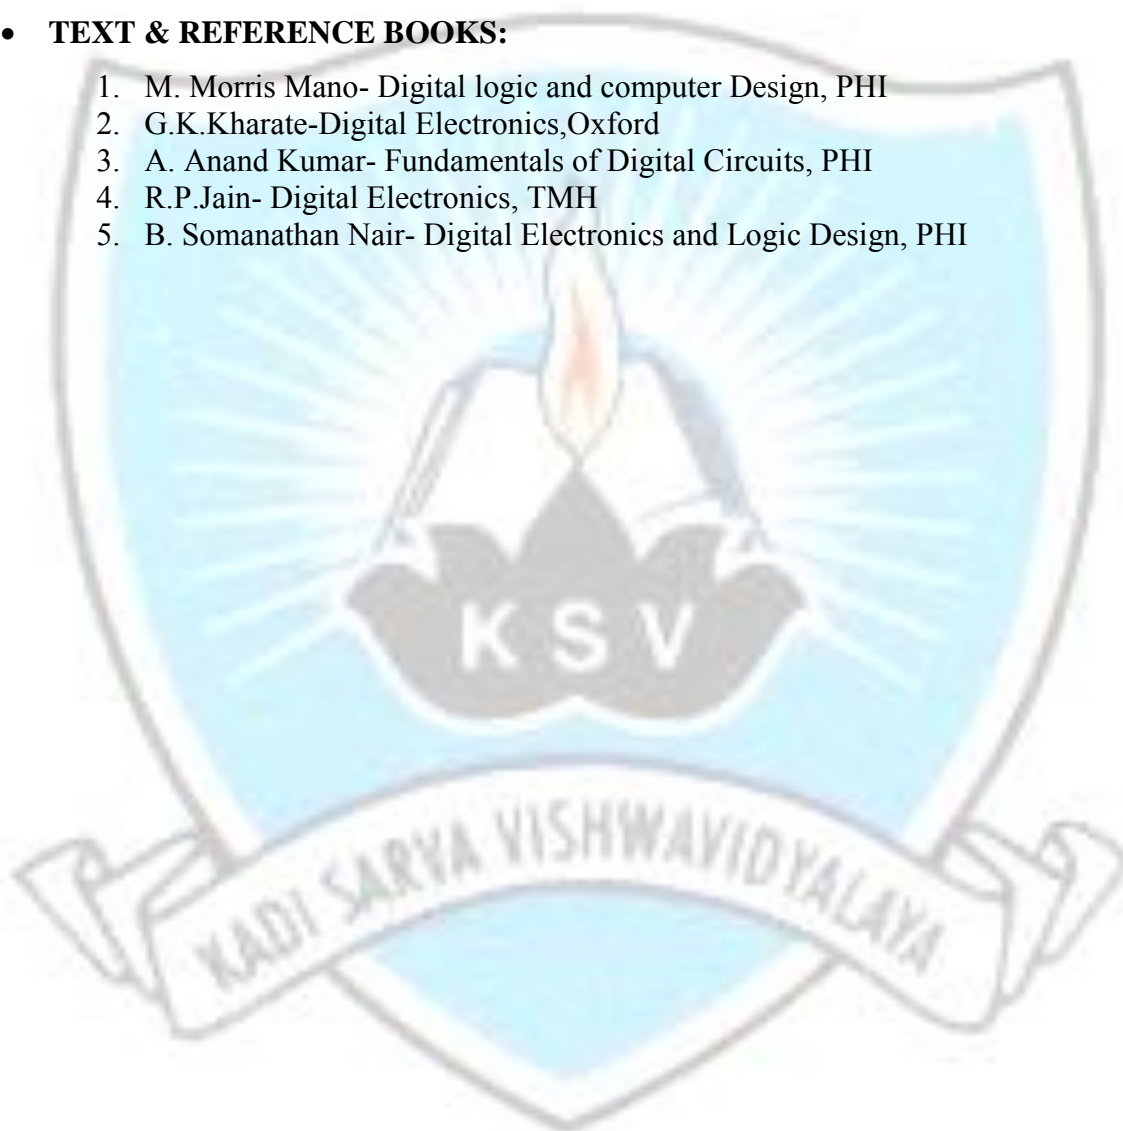 • TEXT & REFERENCE BOOKS:
1. M. Morris Mano- Digital logic and computer Design, PHI
2. G.K.Kharate-Digital Electronics,Oxford
3. A. Anand Kumar- Fundamentals of Digital Circuits, PHI
4. R.P.Jain- Digital Electronics, TMH
5. B. Somanathan Nair- Digital Electronics and Logic Design, PHI
K S V
KADI SARVA VISHWAVIDYALAYA